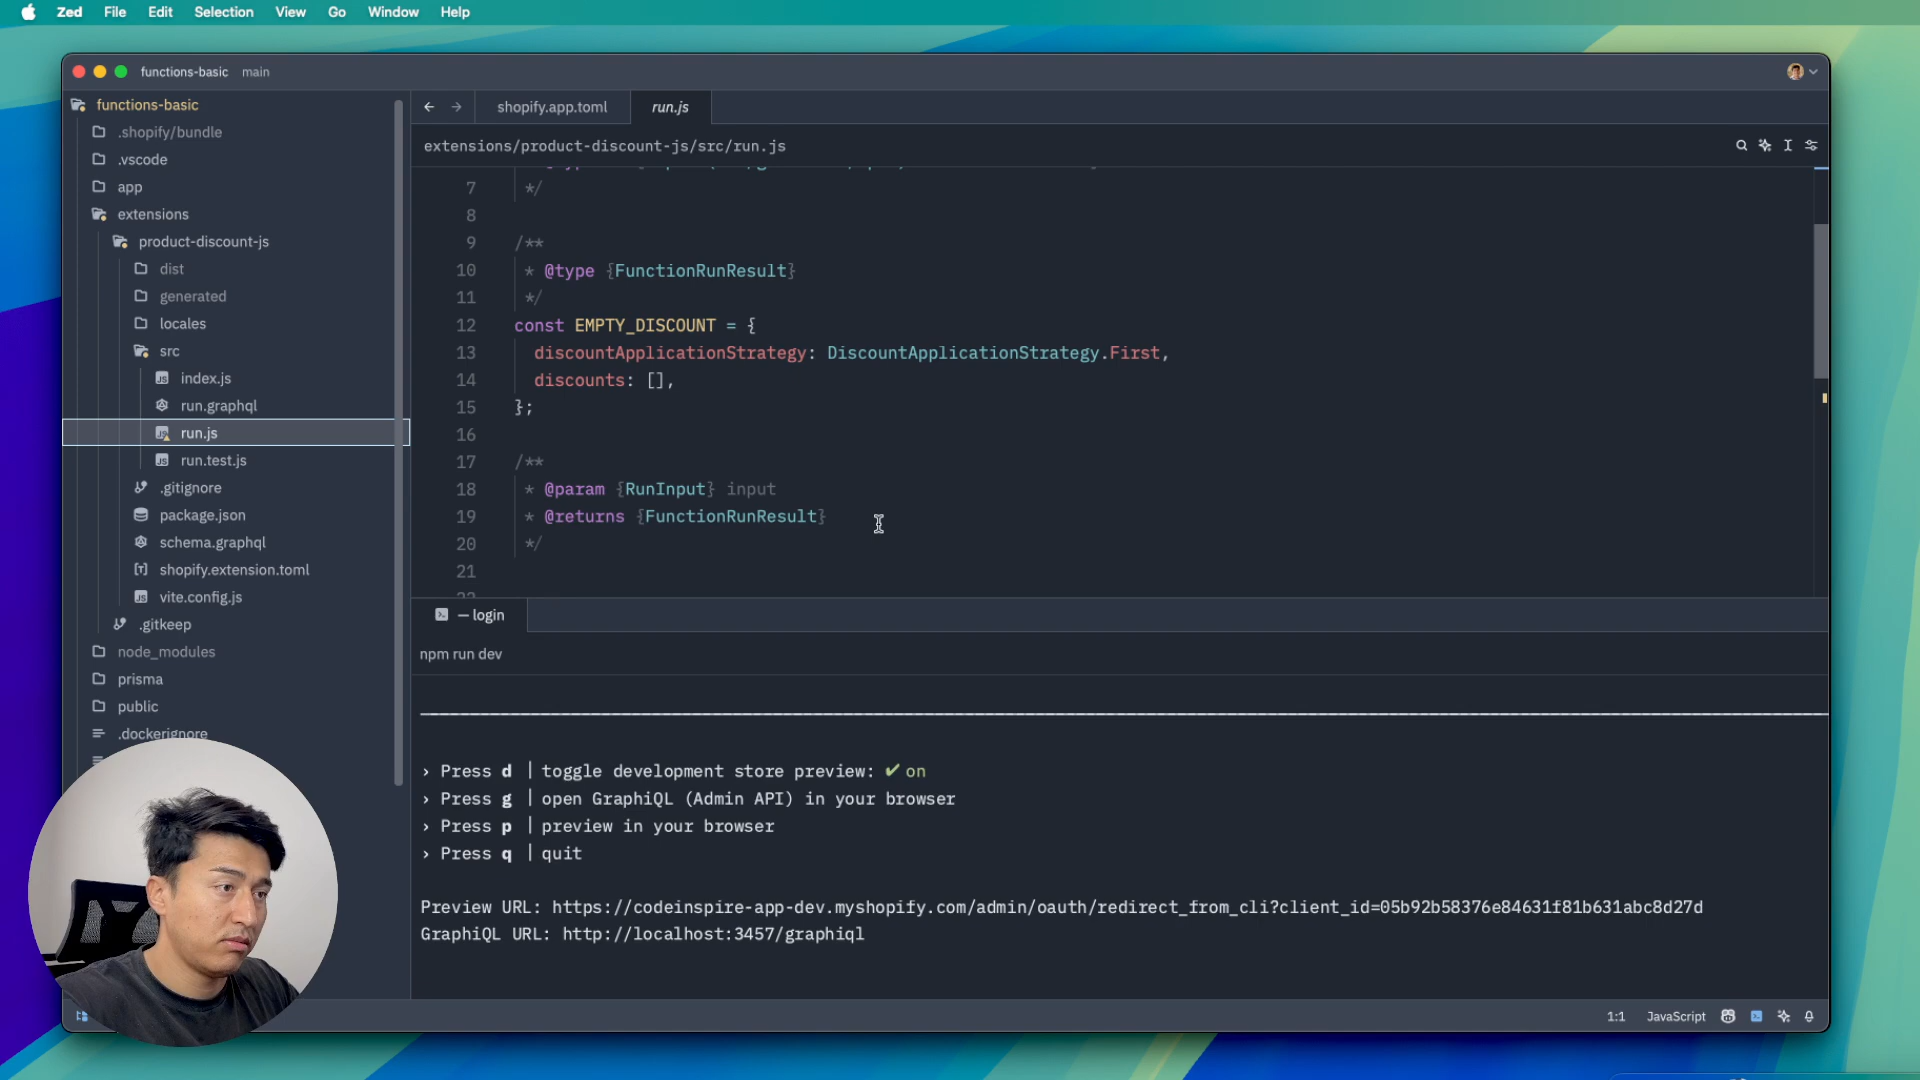 Zed File Edit Selection View Go Window Help
functions-basic main
functions-basic
.shopify/bundle
.vscode
app
extensions
product-discount-js
dist
generated
locales
src
index.js
run.graphql
run.js
run.test.js
.gitignore
package.json
schema.graphql
shopify.extension.toml
vite.config.js
.gitkeep
node_modules
prisma
public
.dockerignore
shopify.app.toml run.js
extensions/product-discount-js/src/run.js
7 */
8
9 /**
10 * @type {FunctionRunResult}
11 */
12 const EMPTY_DISCOUNT = {
13 discountApplicationStrategy: DiscountApplicationStrategy.First,
14 discounts: [],
15 };
16
17 /**
18 * @param {RunInput} input
19 * @returns {FunctionRunResult}
20 */
21
— login
npm run dev
› Press d | toggle development store preview: ✔ on
› Press g | open GraphiQL (Admin API) in your browser
› Press p | preview in your browser
› Press q | quit
Preview URL: https://codeinspire-app-dev.myshopify.com/admin/oauth/redirect_from_cli?client_id=05b92b58376e84631f81b631abc8d27d
GraphiQL URL: http://localhost:3457/graphiql
1:1 JavaScript